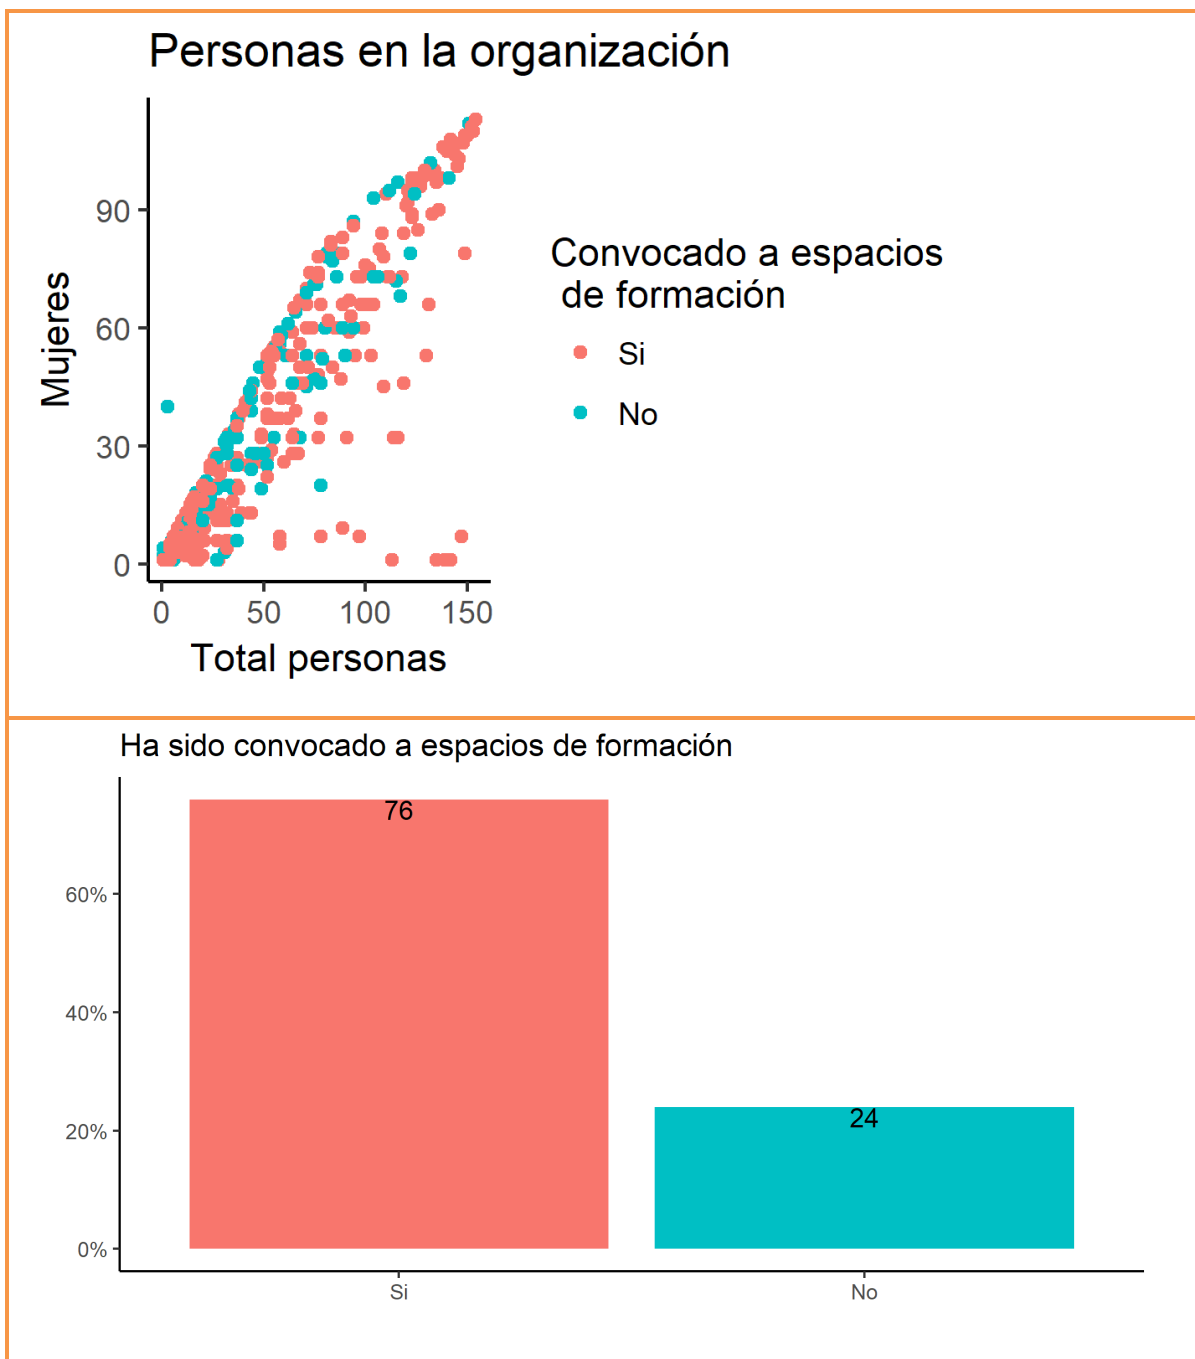 Personas en la organización
90
60
30
0
Mujeres
0 50 100 150
Total personas
Convocado a espacios
de formación
Si
No
Ha sido convocado a espacios de formación
76
24
60%
40%
20%
0%
Si No